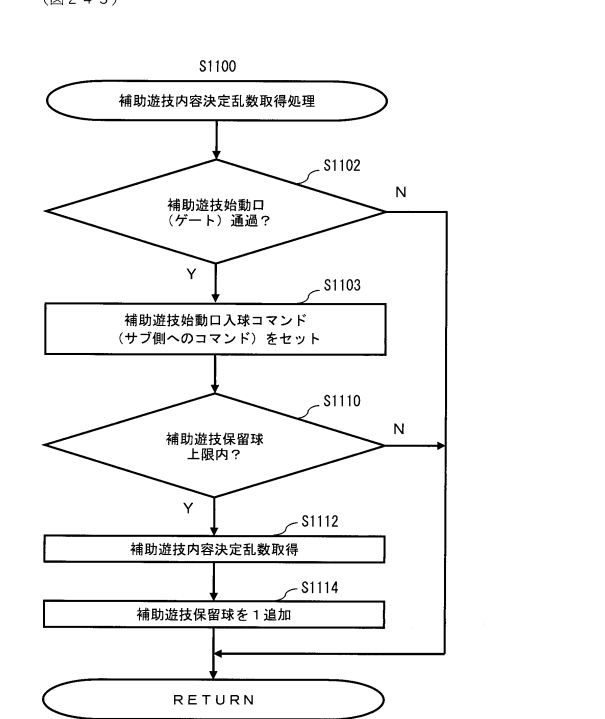 S1100
補助遊技内容決定乱数取得処理
S1102
補助遊技始動口
（ゲート）通過？
N
Y
S1103
補助遊技始動口入球コマンド
（サブ側へのコマンド）をセット
S1110
補助遊技保留球
上限内？
N
Y
S1112
補助遊技内容決定乱数取得
S1114
補助遊技保留球を１追加
RETURN